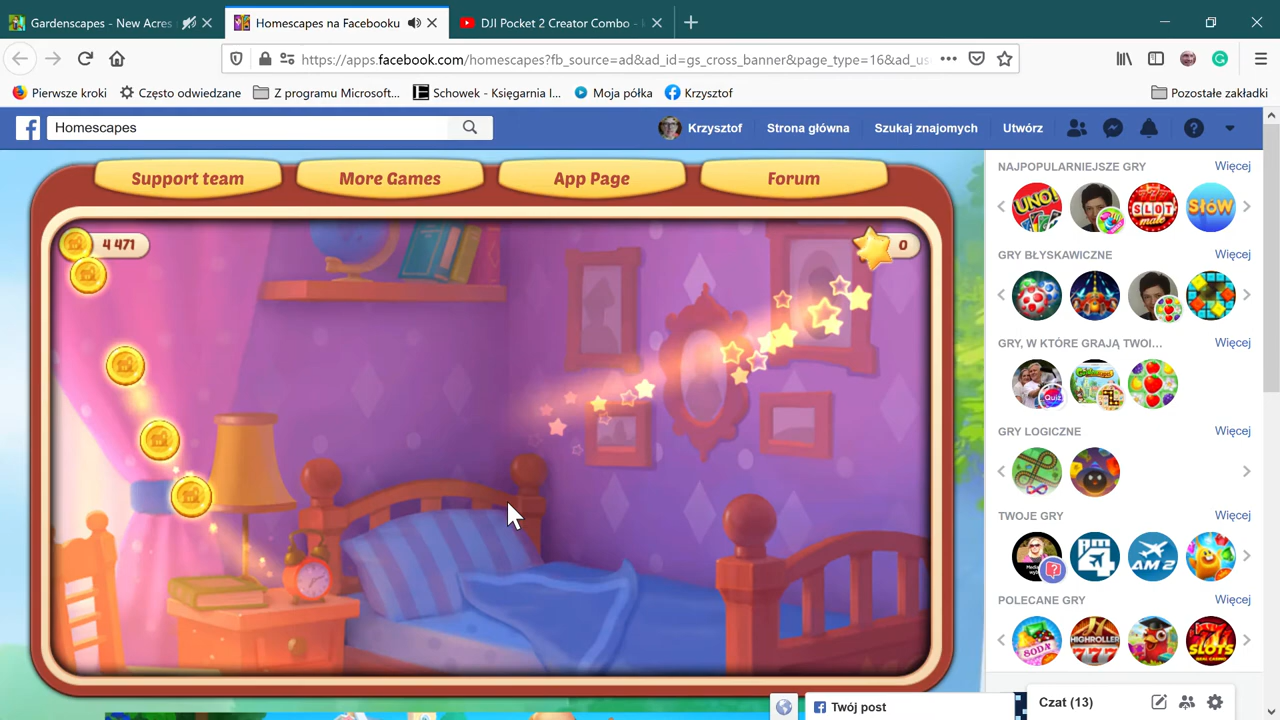 Gardenscapes - New Acres
Homescapes na Facebooku
DJI Pocket 2 Creator Combo -
https://apps.facebook.com/homescapes?fb_source=ad&ad_id=gs_cross_banner&page_type=16&ad_us
Pierwsze kroki
Często odwiedzane
Z programu Microsoft...
Schowek - Księgarnia I...
Moja półka
Krzysztof
Pozostałe zakładki
Homescapes
Krzysztof
Strona główna
Szukaj znajomych
Utwórz
Support team
More Games
App Page
Forum
4 471
0
NAJPOPULARNIEJSZE GRY
Więcej
UNO!
SLOT
mate
SŁÓW
GRY BŁYSKAWICZNE
Więcej
GRY, W KTÓRE GRAJĄ TWOI...
Więcej
Quiz
GRY LOGICZNE
Więcej
TWOJE GRY
Więcej
AM4
AM 2
POLECANE GRY
Więcej
SODA
HIGHROLLER
777
SLOTS
Twój post
Czat (13)